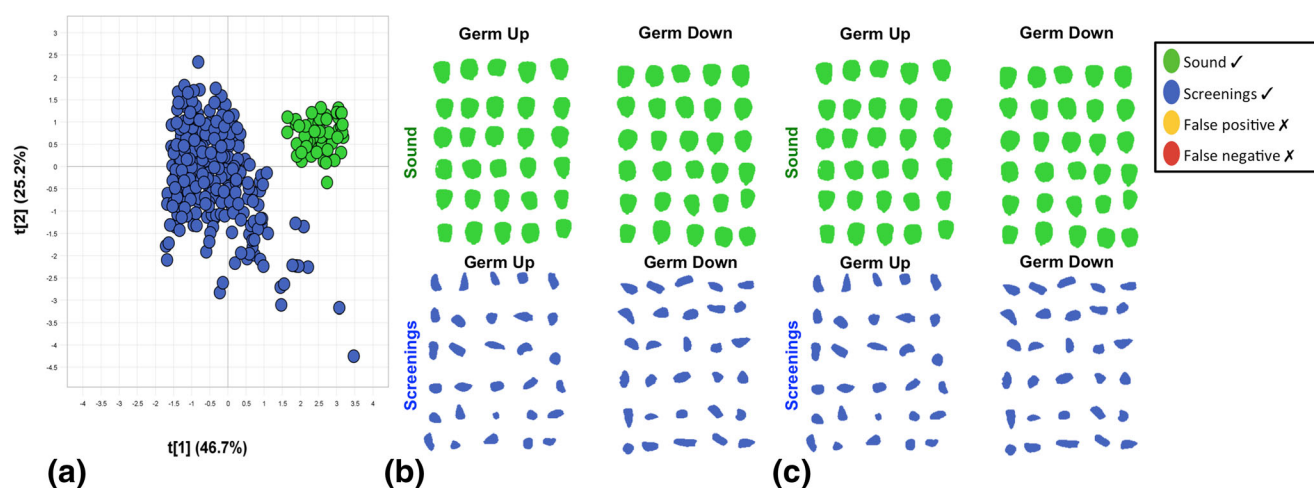 3
2.5
2
1.5
1
0.5
0
-0.5
-1
-1.5
-2
-2.5
-3
-3.5
-4
-4.5
t[2] (25.2%)
-4 -3.5 -3 -2.5 -2 -1.5 -1 -0.5 0 0.5 1 1.5 2 2.5 3 3.5 4
t[1] (46.7%)
(a)
Germ Up Germ Down
Sound
Germ Up Germ Down
Screenings
(b)
Germ Up Germ Down
Sound
Germ Up Germ Down
Screenings
(c)
Sound ✓
Screenings ✓
False positive ✗
False negative ✗